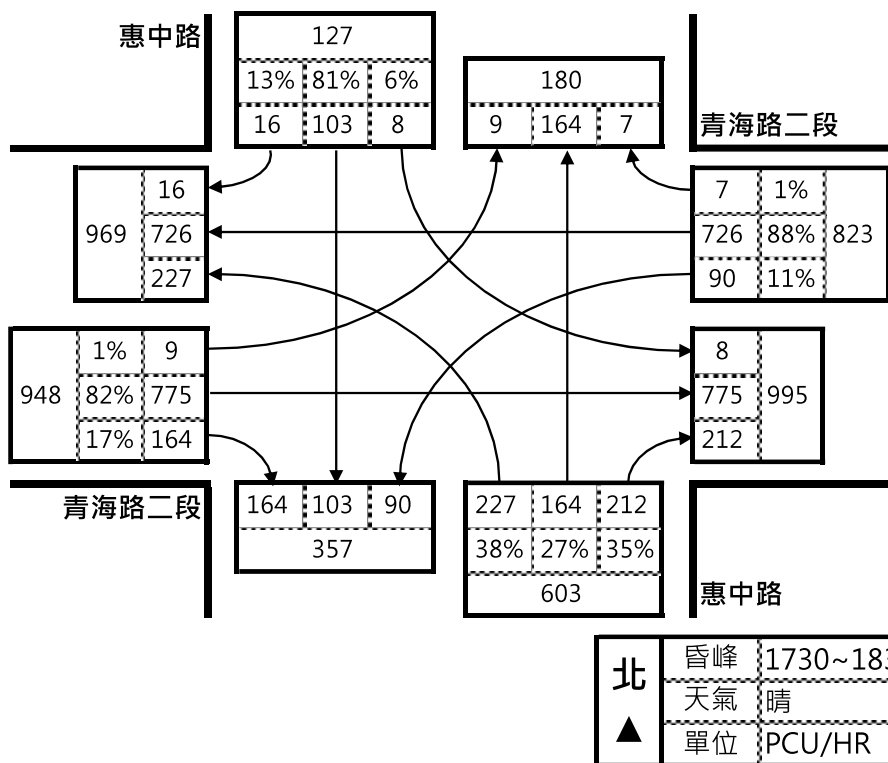 惠中路
127
13% 81% 6%
16 103 8
180
9 164 7
青海路二段
969
16
726
227
7 1%
726 88% 823
90 11%
1% 9
948 82% 775
17% 164
8
775 995
212
青海路二段
164 103 90
357
227 164 212
38% 27% 35%
603
惠中路
北
昏峰 1730~183
天氣 晴
單位 PCU/HR